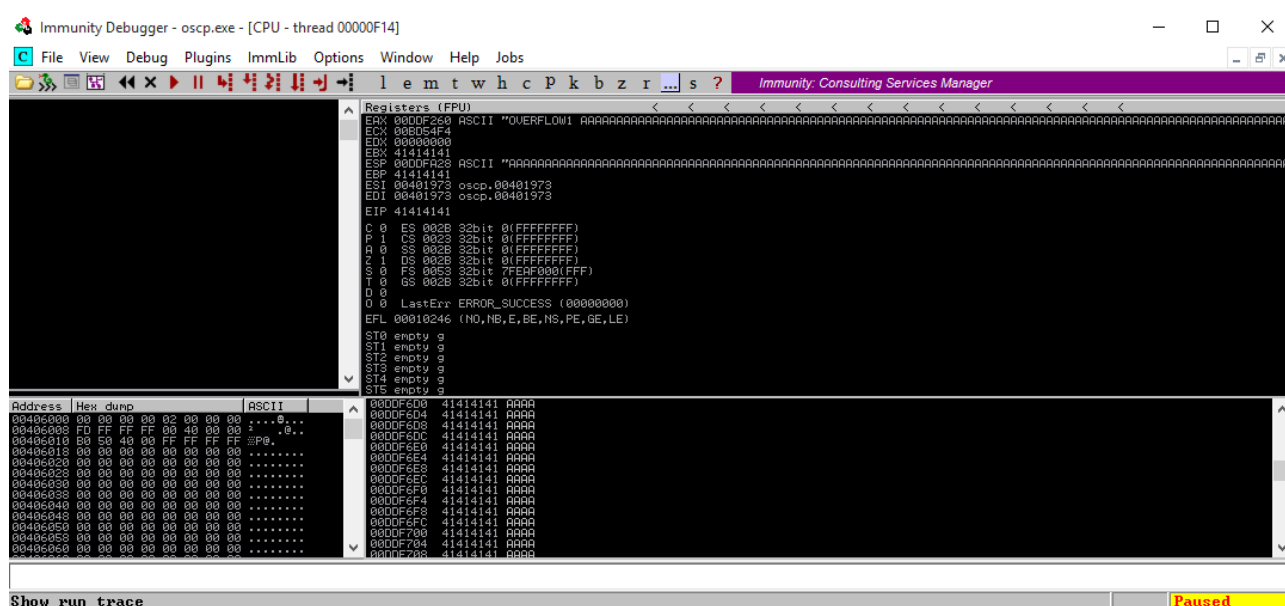 Immunity Debugger - oscp.exe - [CPU - thread 00000F14]
C File View Debug Plugins ImmLib Options Window Help Jobs
l e m t w h c P k b z r ... s ? Immunity: Consulting Services Manager
Registers (FPU) < < < < < < < < < < < < < <
EAX 00DDF260 ASCII "OVERFLOW1
ECX 00BD54F4
EDX 00000000
EBX 41414141
ESP 00DDFA28 ASCII
EBP 41414141
ESI 00401973 oscp.00401973
EDI 00401973 oscp.00401973
EIP 41414141
C 0 ES 002B 32bit 0(FFFFFFFF)
P 1 CS 0023 32bit 0(FFFFFFFF)
A 0 SS 002B 32bit 0(FFFFFFFF)
Z 1 DS 002B 32bit 0(FFFFFFFF)
S 0 FS 0053 32bit 7FEAF000(FFF)
T 0 GS 002B 32bit 0(FFFFFFFF)
D 0
O 0 LastErr ERROR_SUCCESS (00000000)
EFL 00010246 (NO,NB,E,BE,NS,PE,GE,LE)
ST0 empty g
ST1 empty g
ST2 empty g
ST3 empty g
ST4 empty g
ST5 empty g
Address Hex dump ASCII
00406000 00 00 00 00 02 00 00 00
00406008 FD FF FF FF 00 40 00 00
00406010 B0 50 40 00 FF FF FF FF
00406018 00 00 00 00 00 00 00 00 ........
00406020 00 00 00 00 00 00 00 00 ........
00406028 00 00 00 00 00 00 00 00 ........
00406030 00 00 00 00 00 00 00 00 ........
00406038 00 00 00 00 00 00 00 00 ........
00406040 00 00 00 00 00 00 00 00 ........
00406048 00 00 00 00 00 00 00 00 ........
00406050 00 00 00 00 00 00 00 00 ........
00406058 00 00 00 00 00 00 00 00 ........
00406060 00 00 00 00 00 00 00 00 ........
00DDF6D0 41414141 AAAA
00DDF6D4 41414141 AAAA
00DDF6D8 41414141 AAAA
00DDF6DC 41414141 AAAA
00DDF6E0 41414141 AAAA
00DDF6E4 41414141 AAAA
00DDF6E8 41414141 AAAA
00DDF6EC 41414141 AAAA
00DDF6F0 41414141 AAAA
00DDF6F4 41414141 AAAA
00DDF6F8 41414141 AAAA
00DDF6FC 41414141 AAAA
00DDF700 41414141 AAAA
00DDF704 41414141 AAAA
00DDF708 41414141 AAAA
Show run trace
Paused